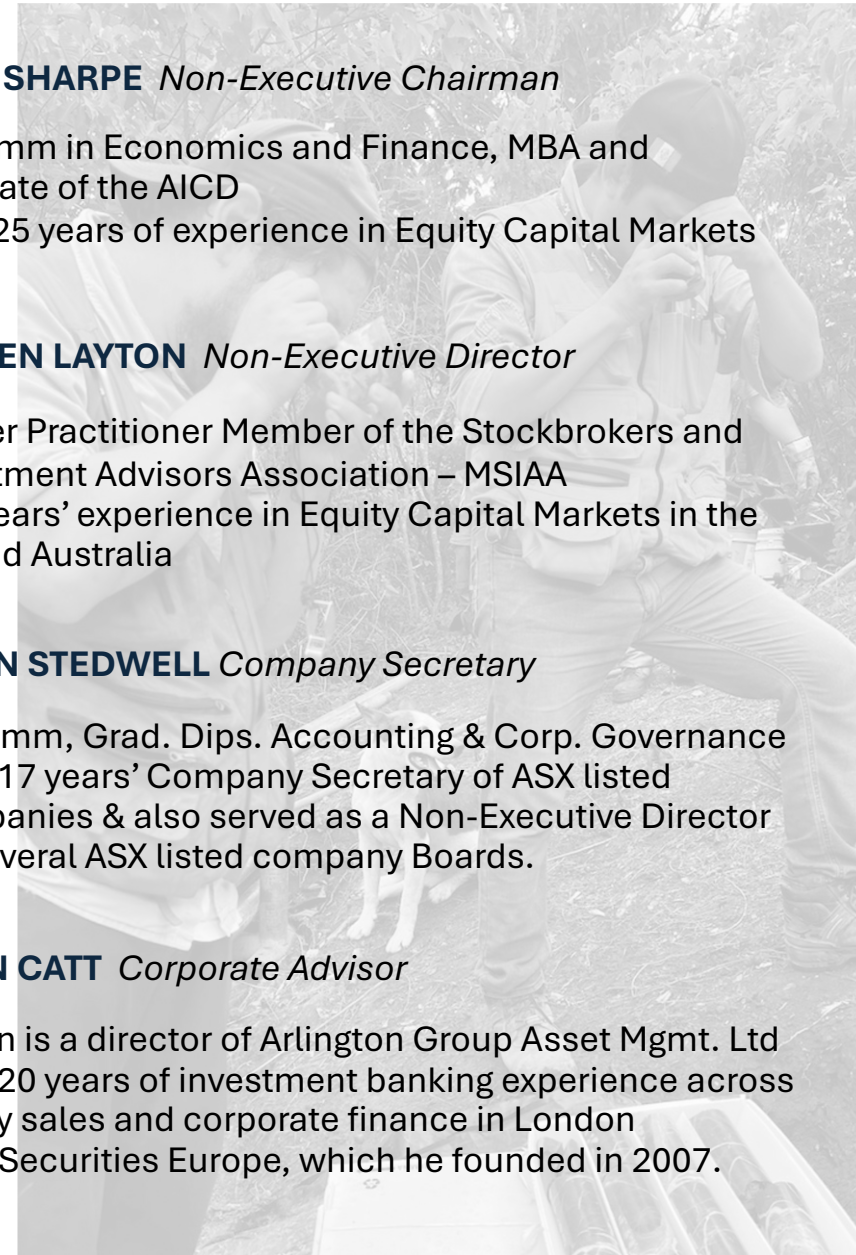 SHARPE Non-Executive Chairman
mm in Economics and Finance, MBA and
ate of the AICD
25 years of experience in Equity Capital Markets
EN LAYTON Non-Executive Director
er Practitioner Member of the Stockbrokers and
tment Advisors Association – MSIAA
ears’ experience in Equity Capital Markets in the
d Australia
N STEDWELL Company Secretary
mm, Grad. Dips. Accounting & Corp. Governance
17 years’ Company Secretary of ASX listed
panies & also served as a Non-Executive Director
veral ASX listed company Boards.
N CATT Corporate Advisor
n is a director of Arlington Group Asset Mgmt. Ltd
20 years of investment banking experience across
y sales and corporate finance in London
Securities Europe, which he founded in 2007.